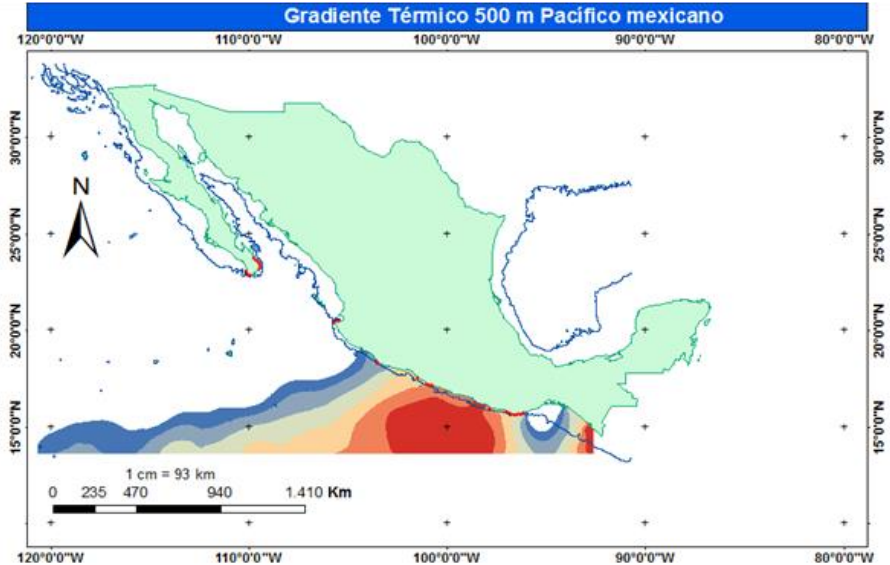 Gradiente Térmico 500 m Pacífico mexicano
120°0'0"W 110°0'0"W 100°0'0"W 90°0'0"W 80°0'0"W
30°0'0"N
25°0'0"N
20°0'0"N
15°0'0"N
N
30°0'0"N
25°0'0"N
20°0'0"N
15°0'0"N
1 cm = 93 km
0 235 470 940 1.410 Km
120°0'0"W 110°0'0"W 100°0'0"W 90°0'0"W 80°0'0"W